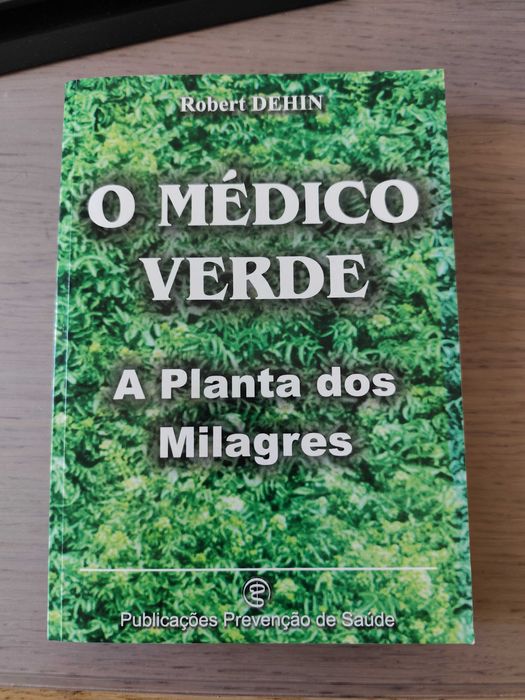 Robert DEHIN
O MÉDICO
VERDE
A Planta dos
Milagres
Publicações Prevenção de Saúde